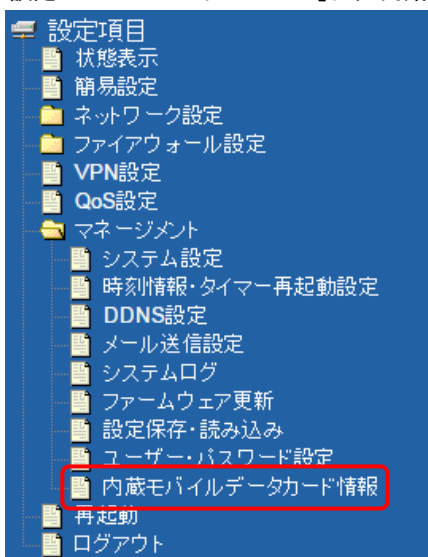 設定項目
状態表示
簡易設定
ネットワーク設定
ファイアウォール設定
VPN設定
QoS設定
マネージメント
システム設定
時刻情報・タイマー再起動設定
DDNS設定
メール送信設定
システムログ
ファームウェア更新
設定保存・読み込み
ユーザー・パスワード設定
内蔵モバイルデータカード情報
再起動
ログアウト